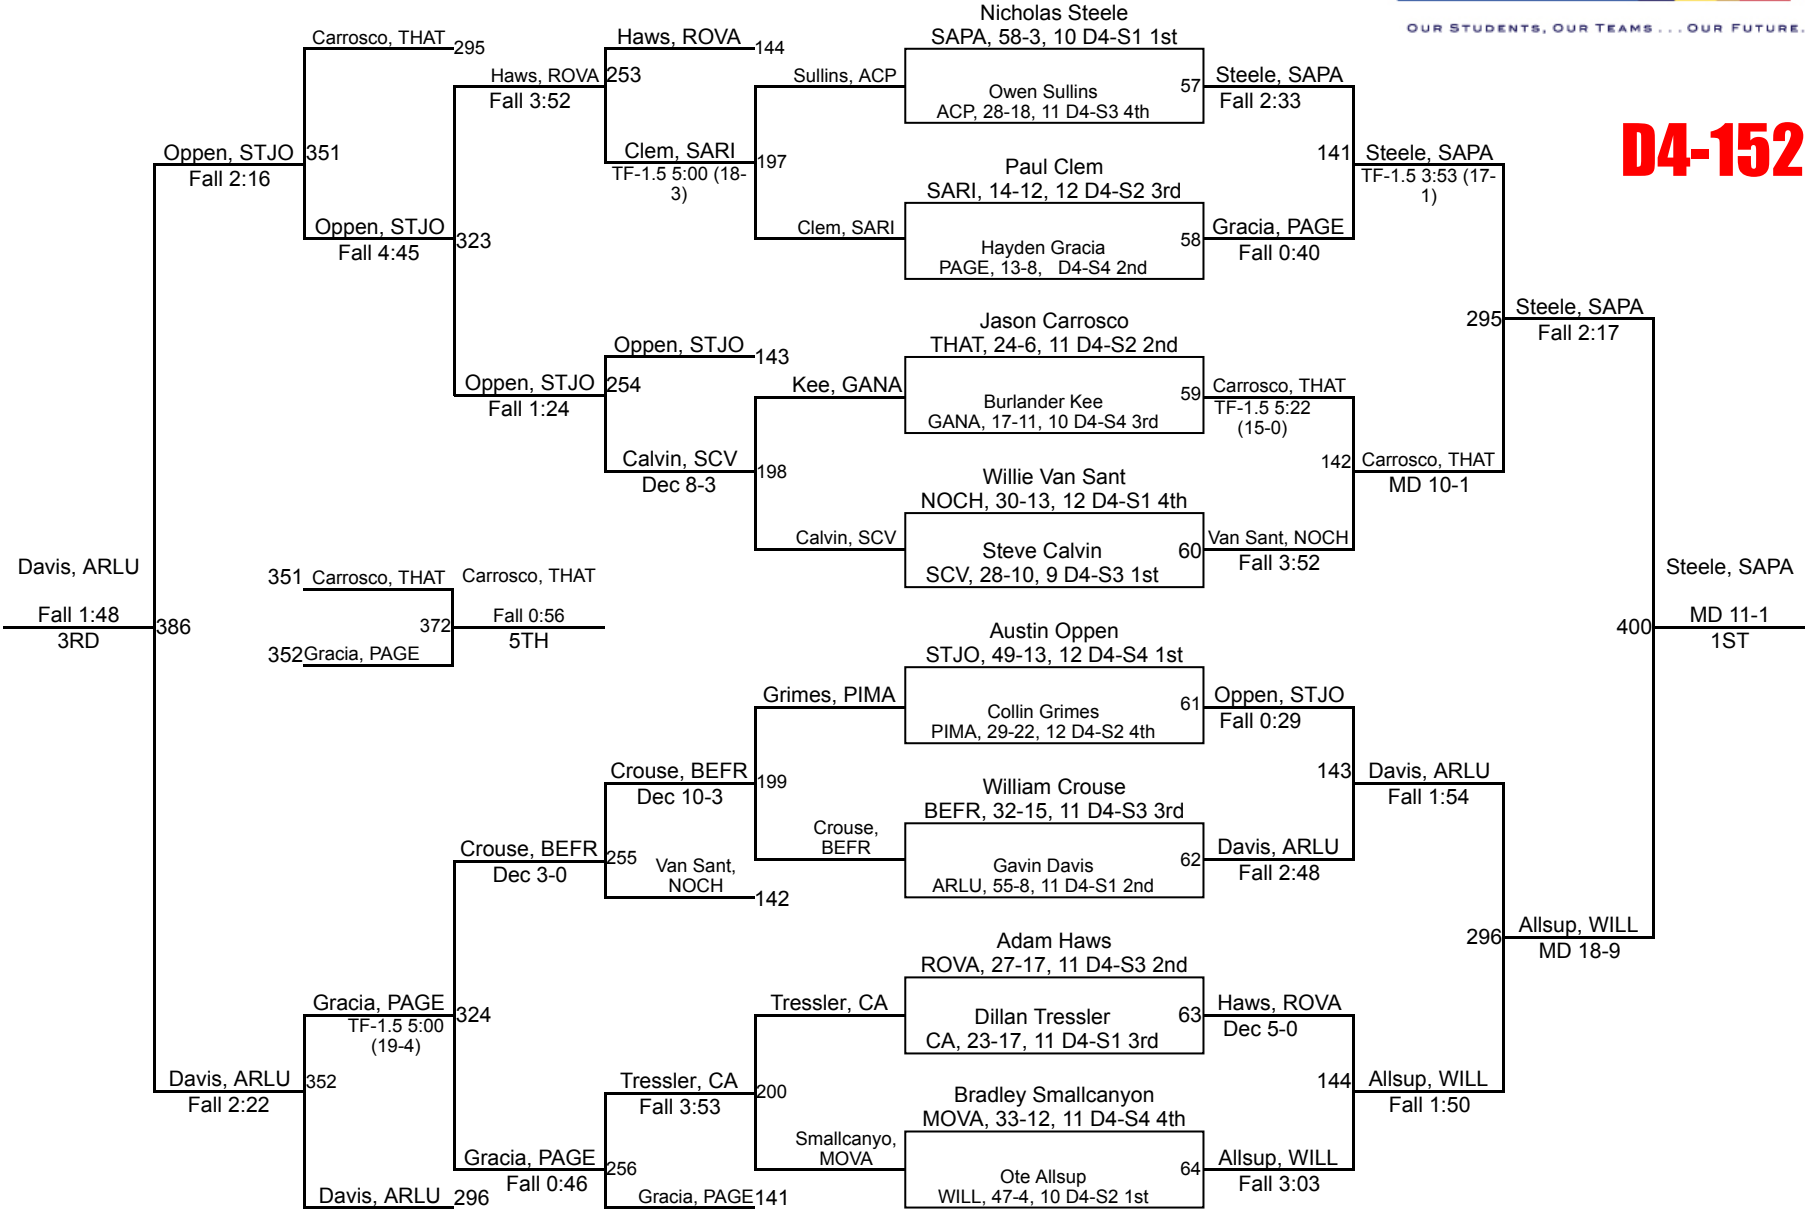 OUR STUDENTS, OUR TEAMS . . . OUR FUTURE.
D4-152
Nicholas Steele
SAPA, 58-3, 10 D4-S1 1st
Owen Sullins
ACP, 28-18, 11 D4-S3 4th
57
Paul Clem
SARI, 14-12, 12 D4-S2 3rd
Hayden Gracia
PAGE, 13-8, D4-S4 2nd
58
Jason Carrosco
THAT, 24-6, 11 D4-S2 2nd
Burlander Kee
GANA, 17-11, 10 D4-S4 3rd
59
Willie Van Sant
NOCH, 30-13, 12 D4-S1 4th
Steve Calvin
SCV, 28-10, 9 D4-S3 1st
60
Austin Oppen
STJO, 49-13, 12 D4-S4 1st
Collin Grimes
PIMA, 29-22, 12 D4-S2 4th
61
William Crouse
BEFR, 32-15, 11 D4-S3 3rd
Gavin Davis
ARLU, 55-8, 11 D4-S1 2nd
62
Adam Haws
ROVA, 27-17, 11 D4-S3 2nd
Dillan Tressler
CA, 23-17, 11 D4-S1 3rd
63
Bradley Smallcanyon
MOVA, 33-12, 11 D4-S4 4th
Ote Allsup
WILL, 47-4, 10 D4-S2 1st
64
Steele, SAPA
Fall 2:33
Gracia, PAGE
Fall 0:40
Carrosco, THAT
TF-1.5 5:22
(15-0)
Van Sant, NOCH
Fall 3:52
Oppen, STJO
Fall 0:29
Davis, ARLU
Fall 2:48
Haws, ROVA
Dec 5-0
Allsup, WILL
Fall 3:03
141
Steele, SAPA
TF-1.5 3:53 (17-
1)
142
Carrosco, THAT
MD 10-1
143
Davis, ARLU
Fall 1:54
144
Allsup, WILL
Fall 1:50
295
Steele, SAPA
Fall 2:17
296
Allsup, WILL
MD 18-9
400
Steele, SAPA
MD 11-1
1ST
Sullins, ACP
Clem, SARI
197
Kee, GANA
Calvin, SCV
198
Grimes, PIMA
Crouse,
BEFR
199
Tressler, CA
Smallcanyo,
MOVA
200
Haws, ROVA
144
Clem, SARI
TF-1.5 5:00 (18-
3)
253
Oppen, STJO
143
Calvin, SCV
Dec 8-3
254
Crouse, BEFR
Dec 10-3
Van Sant,
NOCH
142
255
Tressler, CA
Fall 3:53
Gracia, PAGE
141
256
Haws, ROVA
Fall 3:52
Oppen, STJO
Fall 1:24
323
Crouse, BEFR
Dec 3-0
Gracia, PAGE
Fall 0:46
324
Carrosco, THAT
295
Oppen, STJO
Fall 4:45
351
Gracia, PAGE
TF-1.5 5:00
(19-4)
Davis, ARLU
296
352
Oppen, STJO
Fall 2:16
Davis, ARLU
Fall 2:22
386
Davis, ARLU
Fall 1:48
3RD
351 Carrosco, THAT
352 Gracia, PAGE
372
Carrosco, THAT
Fall 0:56
5TH